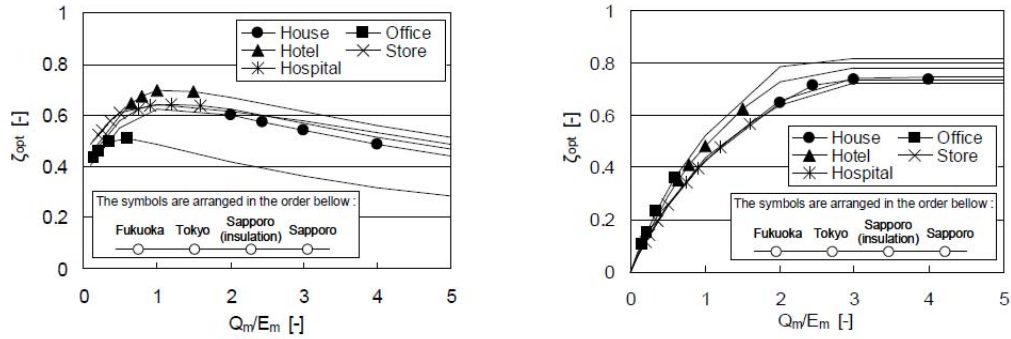 1
0.8
0.6
0.4
0.2
0
ζopt [-]
House Office
Hotel Store
Hospital
The symbols are arranged in the order bellow :
Fukuoka Tokyo Sapporo (insulation) Sapporo
0 1 2 3 4 5
Qm/Em [-]
1
0.8
0.6
0.4
0.2
0
ζopt [-]
House Office
Hotel Store
Hospital
The symbols are arranged in the order bellow :
Fukuoka Tokyo Sapporo (insulation) Sapporo
0 1 2 3 4 5
Qm/Em [-]